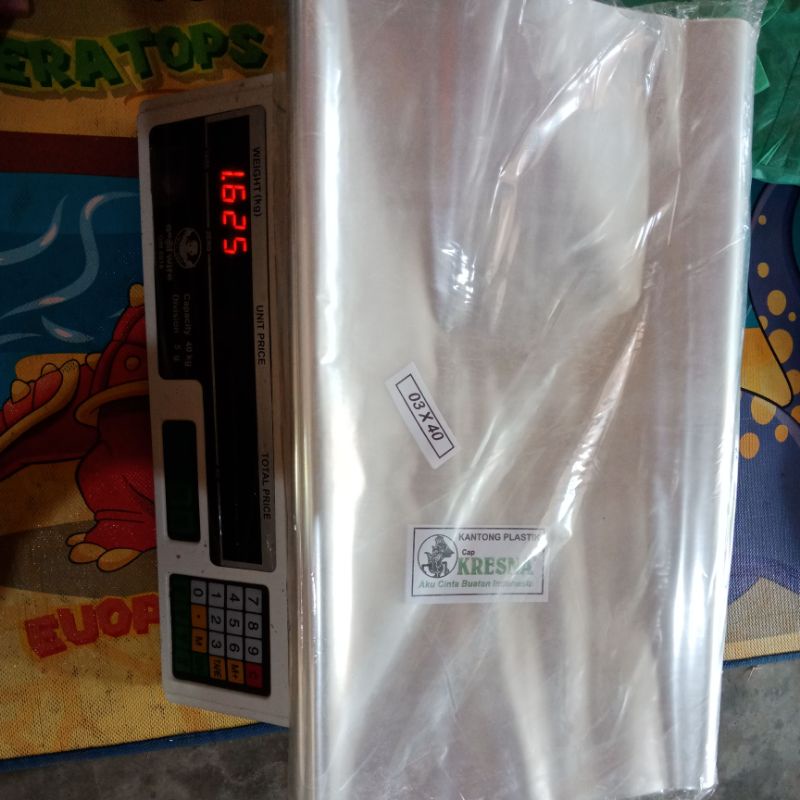 ERATOPS
WEIGHT (kg)
1.625
UNIT PRICE
TOTAL PRICE
Capacity 40 kg
Division 5 g
7 8 9
4 5 6 M+
1 2 3 TARE
0 . M
EUOP
03 X 40
KANTONG PLASTIK
Cap
KRESNA
Aku Cinta Buatan Indonesia